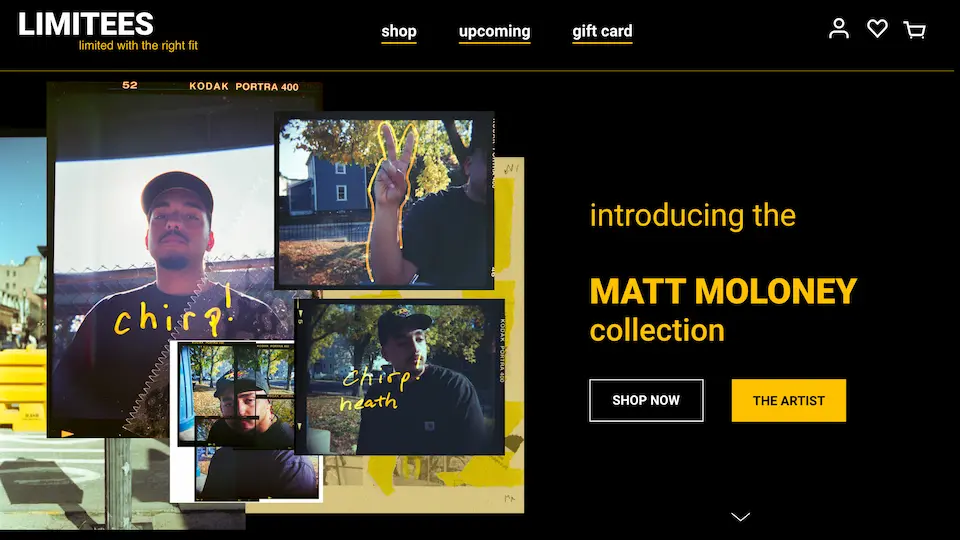 LIMITEES
limited with the right fit
shop
upcoming
gift card
52 KODAK PORTRA 400
chirp!
chirp!
heath
KODAK PORTRA 400
introducing the
MATT MOLONEY
collection
SHOP NOW
THE ARTIST